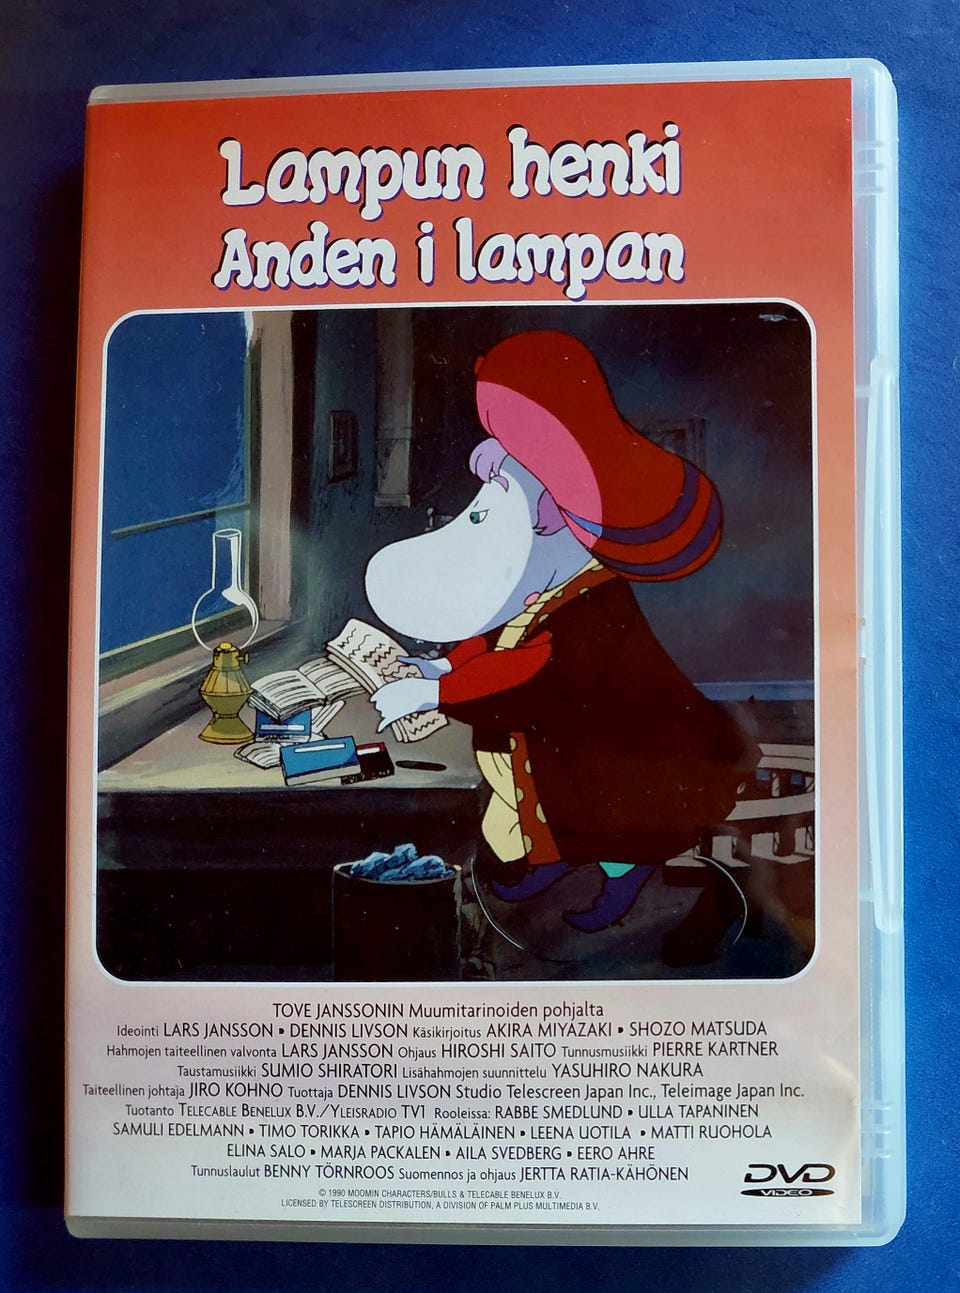 Lampun henki
Anden i lampan
TOVE JANSSONIN Muumitarinoiden pohjalta
Ideointi LARS JANSSON • DENNIS LIVSON Käsikirjoitus AKIRA MIYAZAKI • SHOZO MATSUDA
Hahmojen taiteellinen valvonta LARS JANSSON Ohjaus HIROSHI SAITO Tunnusmusiikki PIERRE KARTNER
Taustamusiikki SUMIO SHIRATORI Lisähahmojen suunnittelu YASUHIRO NAKURA
Taiteellinen johtaja JIRO KOHNO Tuottaja DENNIS LIVSON Studio Telescreen Japan Inc., Teleimage Japan Inc.
Tuotanto TELECABLE BENELUX B.V./YLEISRADIO TV1 Rooleissa: RABBE SMEDLUND • ULLA TAPANINEN
SAMULI EDELMANN • TIMO TORIKKA • TAPIO HÄMÄLÄINEN • LEENA UOTILA • MATTI RUOHOLA
ELINA SALO • MARJA PACKALEN • AILA SVEDBERG • EERO AHRE
Tunnuslaulut BENNY TÖRNROOS Suomennos ja ohjaus JERTTA RATIA-KÄHÖNEN
© 1990 MOOMIN CHARACTERS/BULLS & TELECABLE BENELUX B.V.
LICENSED BY TELESCREEN DISTRIBUTION, A DIVISION OF PALM PLUS MULTIMEDIA B.V.
DVD
VIDEO